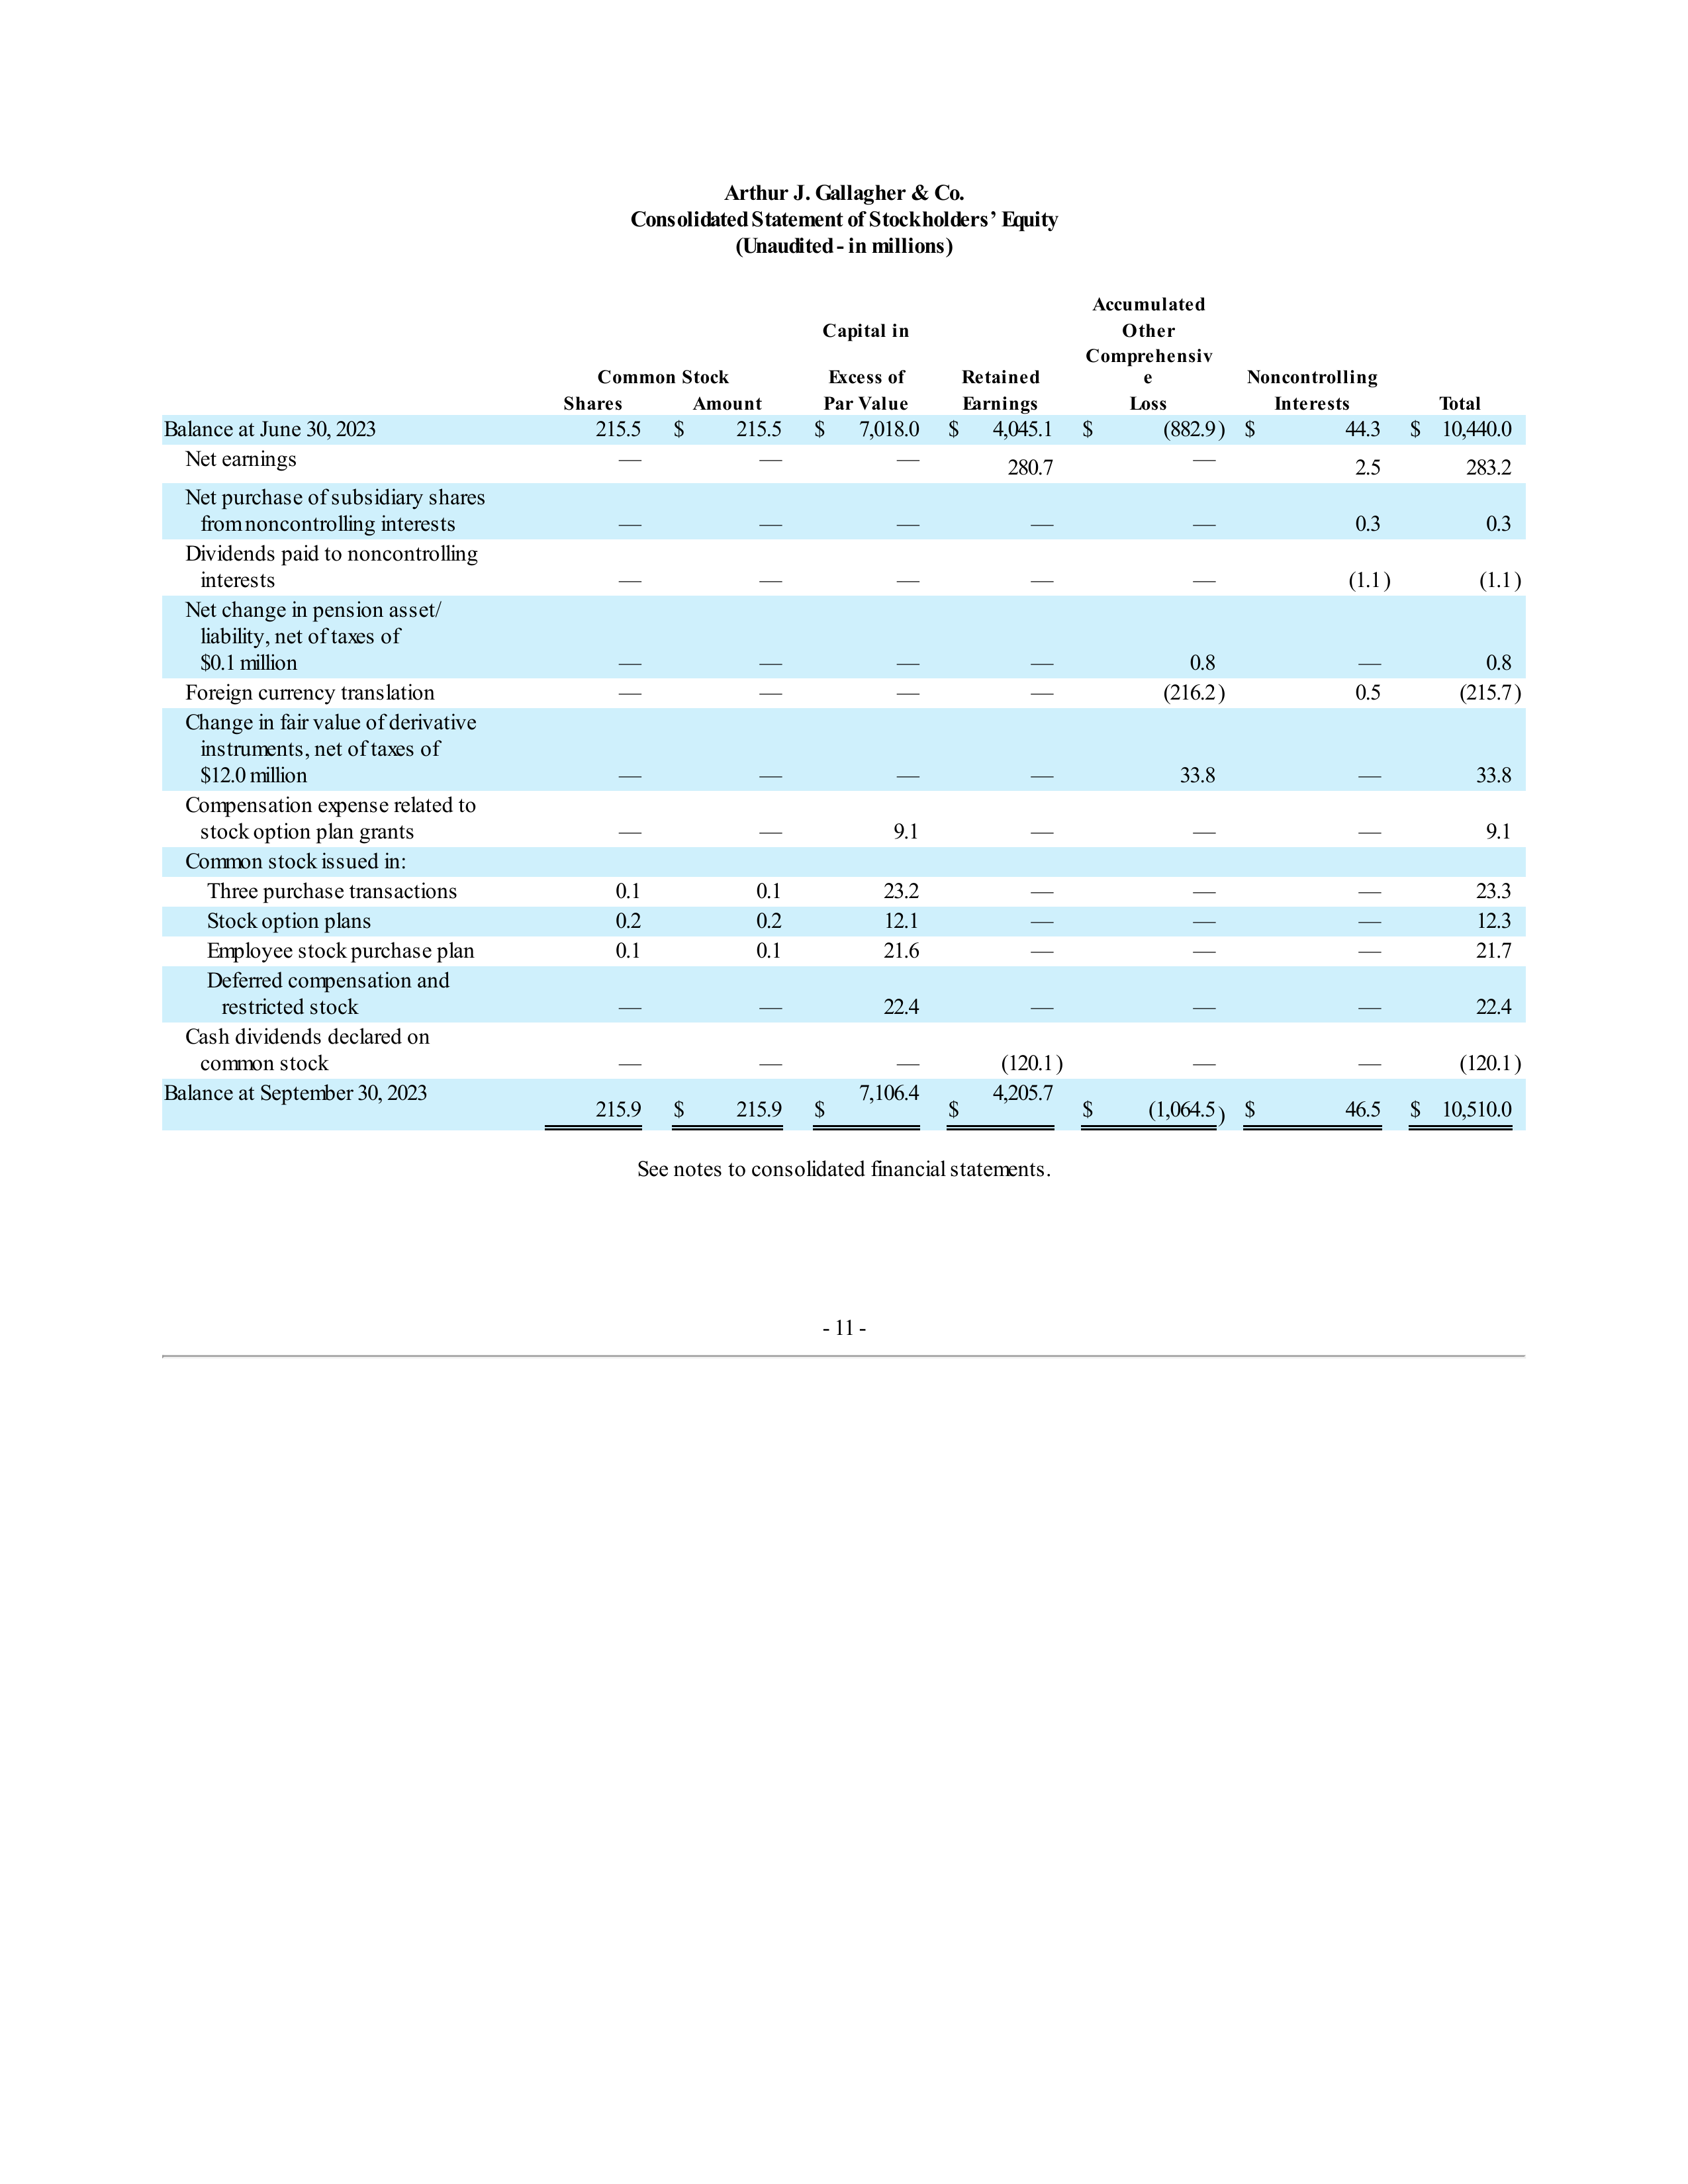 Arthur J. Gallagher & Co.
Consolidated Statement of Stockholders’ Equity
(Unaudited - in millions)
Accumulated
Capital in Other
Comprehensiv
Common Stock Excess of Retained e Noncontrolling
Shares Amount Par Value Earnings Loss Interests Total
Balance at June 30, 2023 215.5 $ 215.5 $ 7,018.0 $ 4,045.1 $ (882.9) $ 44.3 $ 10,440.0
Net earnings — — — 280.7 — 2.5 283.2
Net purchase of subsidiary shares
from noncontrolling interests — — — — — 0.3 0.3
Dividends paid to noncontrolling
interests — — — — — (1.1) (1.1)
Net change in pension asset/
liability, net of taxes of
$0.1 million — — — — 0.8 — 0.8
Foreign currency translation — — — — (216.2) 0.5 (215.7)
Change in fair value of derivative
instruments, net of taxes of
$12.0 million — — — — 33.8 — 33.8
Compensation expense related to
stock option plan grants — — 9.1 — — — 9.1
Common stock issued in:
Three purchase transactions 0.1 0.1 23.2 — — — 23.3
Stock option plans 0.2 0.2 12.1 — — — 12.3
Employee stock purchase plan 0.1 0.1 21.6 — — — 21.7
Deferred compensation and
restricted stock — — 22.4 — — — 22.4
Cash dividends declared on
common stock — — — (120.1) — — (120.1)
Balance at September 30, 2023 215.9 $ 215.9 $ 7,106.4 $ 4,205.7 $ (1,064.5) $ 46.5 $ 10,510.0
See notes to consolidated financial statements.
- 11 -